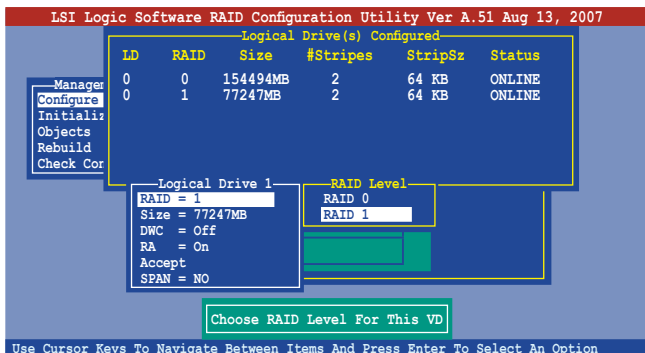 LSI Logic Software RAID Configuration Utility Ver A.51 Aug 13, 2007
Logical Drive(s) Configured
LD RAID Size #Stripes StripSz Status
0 0 154494MB 2 64 KB ONLINE
0 1 77247MB 2 64 KB ONLINE
Managem
Configure
Initializ
Objects
Rebuild
Check Con
Logical Drive 1
RAID = 1
Size = 77247MB
DWC = Off
RA = On
Accept
SPAN = NO
RAID Level
RAID 0
RAID 1
Choose RAID Level For This VD
Use Cursor Keys To Navigate Between Items And Press Enter To Select An Option